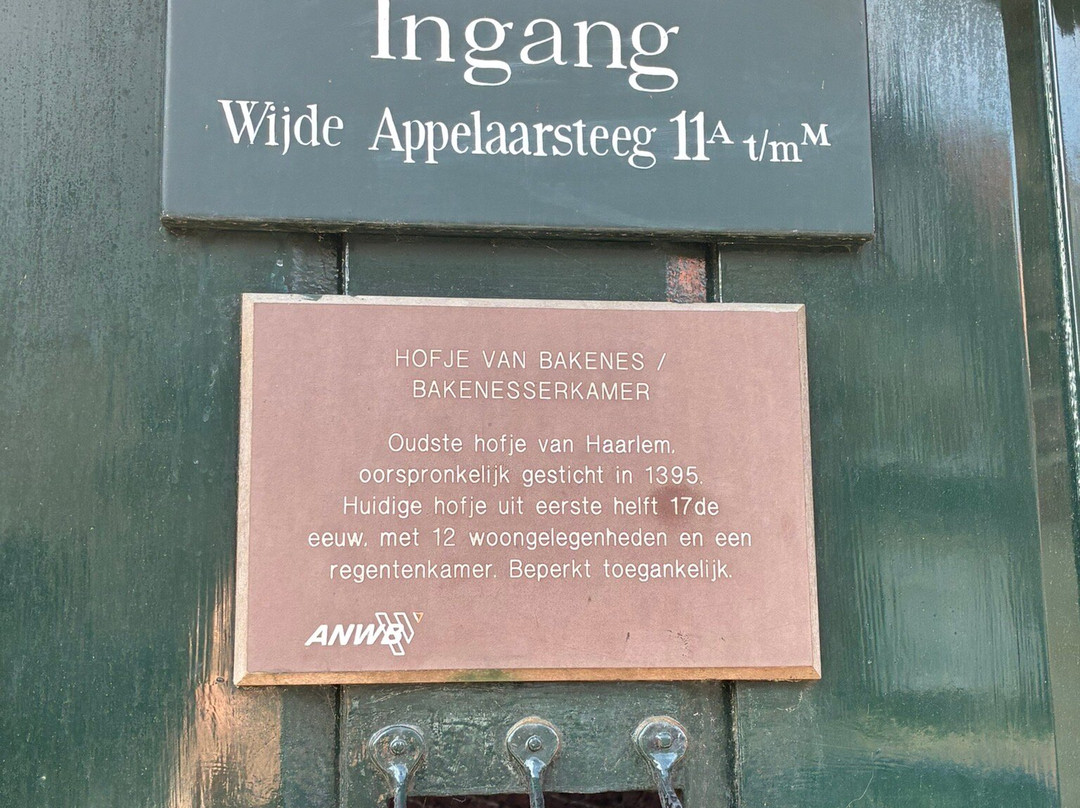 Ingang
Wijde Appelaarsteeg 11A t/mM
HOFJE VAN BAKENES /
BAKENESSERKAMER
Oudste hofje van Haarlem,
oorspronkelijk gesticht in 1395.
Huidige hofje uit eerste helft 17de
eeuw, met 12 woongelegenheden en een
regentenkamer. Beperkt toegankelijk.
ANWB